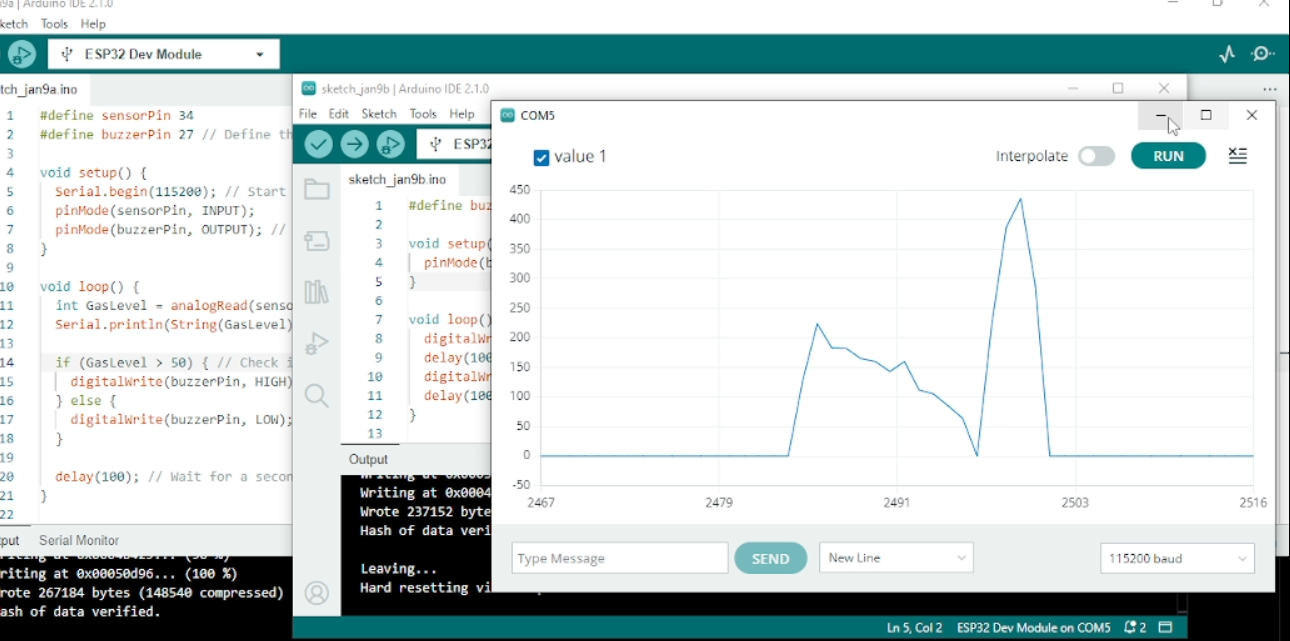 | Arduino IDE 2.1.0
Sketch Tools Help
ESP32 Dev Module
tch_jan9a.ino
1 #define sensorPin 34
2 #define buzzerPin 27 // Define th
3
4 void setup() {
5 Serial.begin(115200); // Start
6 pinMode(sensorPin, INPUT);
7 pinMode(buzzerPin, OUTPUT); //
8 }
9
10 void loop() {
11 int GasLevel = analogRead(senso
12 Serial.println(String(GasLevel)
13
14 if (GasLevel > 50) { // Check i
15 digitalWrite(buzzerPin, HIGH)
16 } else {
17 digitalWrite(buzzerPin, LOW);
18 }
19
20 delay(100); // Wait for a secon
21 }
22
put Serial Monitor
riting at 0x00050d96... (100 %)
rote 267184 bytes (148540 compressed)
ash of data verified.
sketch_jan9b | Arduino IDE 2.1.0
File Edit Sketch Tools Help
ESP32
sketch_jan9b.ino
1 #define buz
2
3 void setup(
4 pinMode(b
5 }
6
7 void loop()
8 digitalWr
9 delay(100
10 digitalWr
11 delay(100
12 }
13
Output
Writing at 0x0004
Wrote 237152 byte
Hash of data veri
Leaving...
Hard resetting vi
Ln 5, Col 2 ESP32 Dev Module on COM5 2
COM5
value 1
Interpolate RUN
450
400
350
300
250
200
150
100
50
0
-50
2467 2479 2491 2503 2516
Type Message SEND New Line 115200 baud